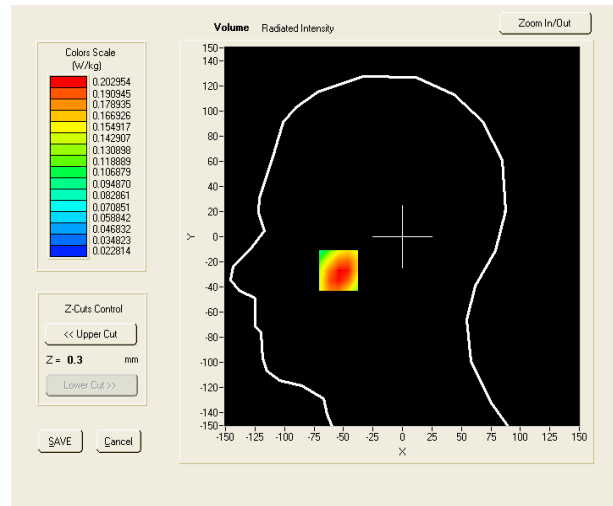 Volume Radiated Intensity
Zoom In/Out
Colors Scale
(W/kg)
0.202954
0.190945
0.178935
0.166926
0.154917
0.142907
0.130898
0.118889
0.106879
0.094870
0.082861
0.070851
0.058842
0.046832
0.034823
0.022814
Z-Cuts Control
<< Upper Cut
Z = 0.3 mm
Lower Cut >>
SAVE Cancel
150
140
120
100
80
60
40
20
0
-20
-40
-60
-80
-100
-120
-140
-150
Y
-150 -125 -100 -75 -50 -25 0 25 50 75 100 125 150
X